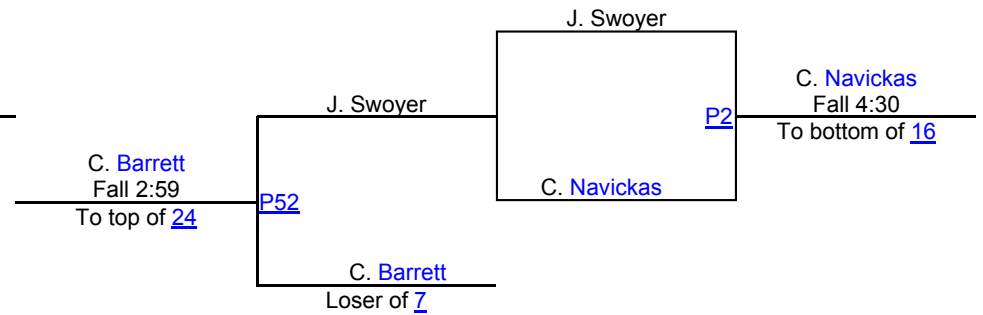 J. Swoyer
C. Navickas
Fall 4:30
To bottom of 16
P2
J. Swoyer
C. Navickas
C. Barrett
Fall 2:59
To top of 24
P52
C. Barrett
Loser of 7